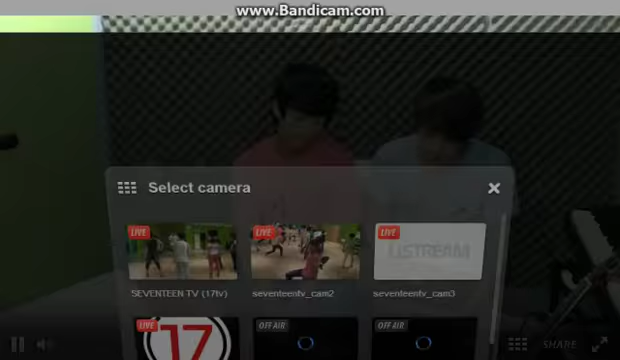 www.Bandicam.com
Select camera
LIVE
LIVE
LIVE
USTREAM
SEVENTEEN TV (17tv)
seventeentv_cam2
seventeentv_cam3
LIVE
OFF AIR
OFF AIR
17
SHARE